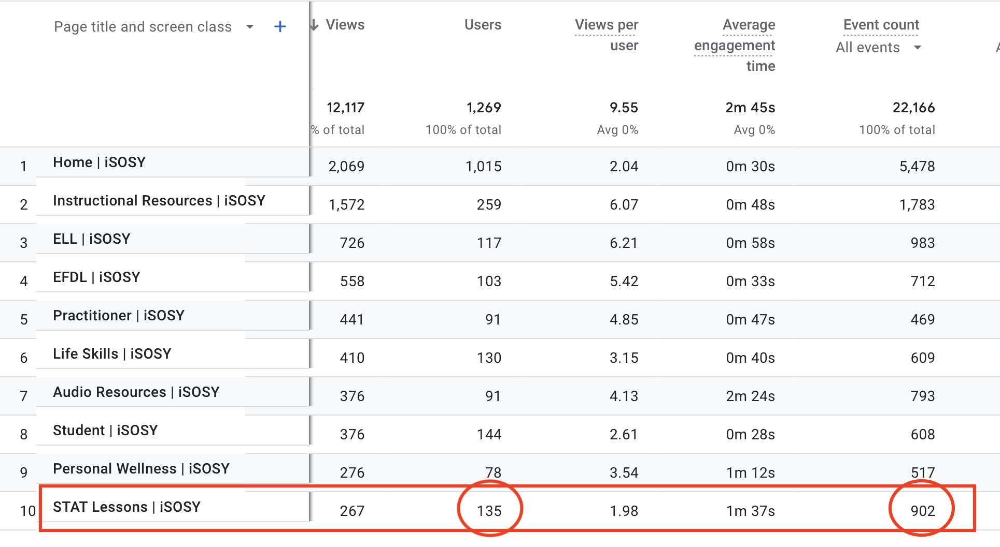 Page title and screen class + ↓ Views Users Views per user Average engagement time Event count All events
12,117 1,269 9.55 2m 45s 22,166
% of total 100% of total Avg 0% Avg 0% 100% of total
1 Home | iSOSY 2,069 1,015 2.04 0m 30s 5,478
2 Instructional Resources | iSOSY 1,572 259 6.07 0m 48s 1,783
3 ELL | iSOSY 726 117 6.21 0m 58s 983
4 EFDL | iSOSY 558 103 5.42 0m 33s 712
5 Practitioner | iSOSY 441 91 4.85 0m 47s 469
6 Life Skills | iSOSY 410 130 3.15 0m 40s 609
7 Audio Resources | iSOSY 376 91 4.13 2m 24s 793
8 Student | iSOSY 376 144 2.61 0m 28s 608
9 Personal Wellness | iSOSY 276 78 3.54 1m 12s 517
10 STAT Lessons | iSOSY 267 135 1.98 1m 37s 902